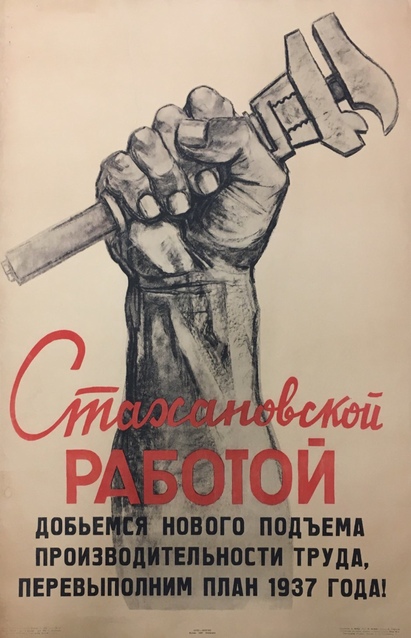 Стахановской
РАБОТОЙ
ДОБЬЕМСЯ НОВОГО ПОДЪЕМА
ПРОИЗВОДИТЕЛЬНОСТИ ТРУДА,
ПЕРЕВЫПОЛНИМ ПЛАН 1937 ГОДА!